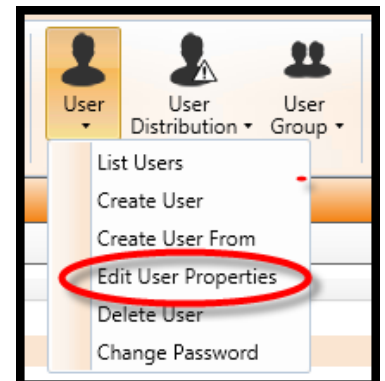 User
User
Distribution
User
Group
List Users
Create User
Create User From
Edit User Properties
Delete User
Change Password